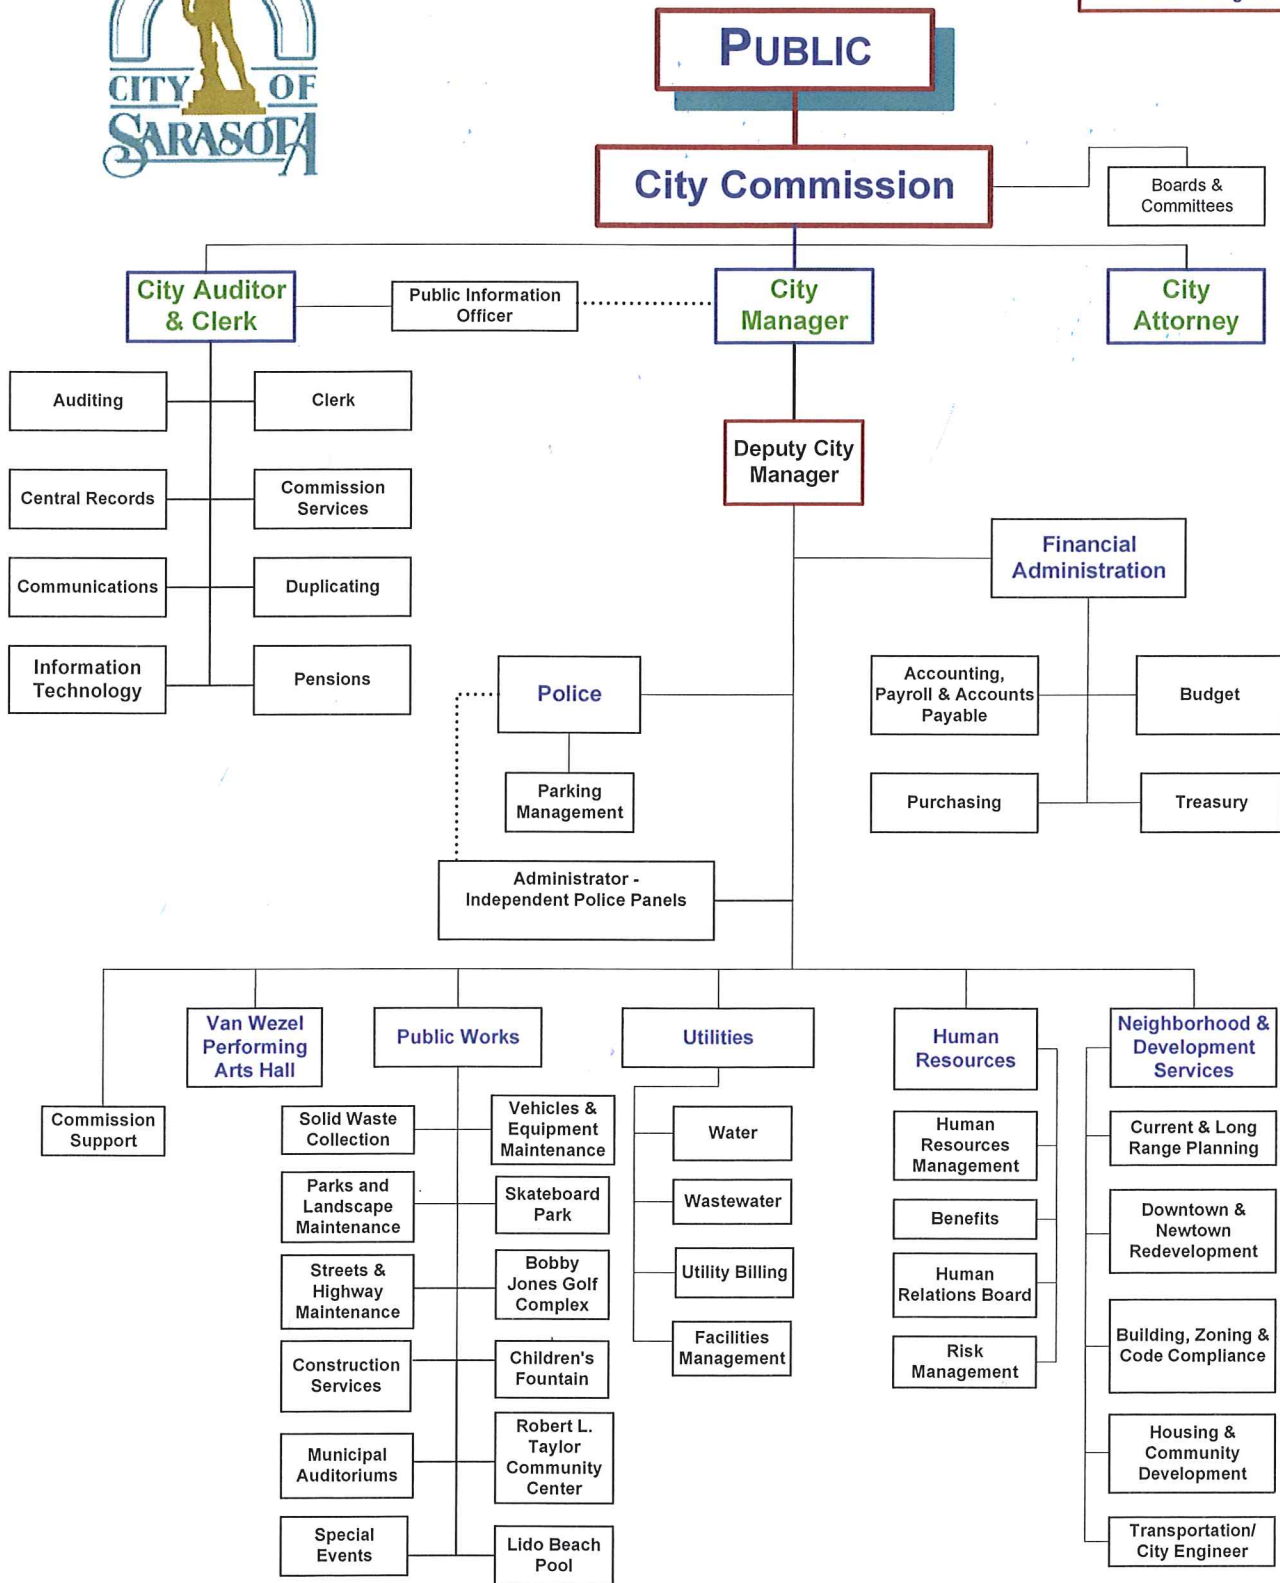 CITY OF
SARASOTA
PUBLIC
City Commission
Boards &
Committees
City Auditor
& Clerk
Public Information
Officer
City
Manager
City
Attorney
Auditing
Clerk
Deputy City
Manager
Central Records
Commission
Services
Financial
Administration
Communications
Duplicating
Information
Technology
Pensions
Police
Accounting,
Payroll & Accounts
Payable
Budget
Parking
Management
Purchasing
Treasury
Administrator -
Independent Police Panels
Commission
Support
Van Wezel
Performing
Arts Hall
Public Works
Solid Waste
Collection
Vehicles &
Equipment
Maintenance
Parks and
Landscape
Maintenance
Skateboard
Park
Streets &
Highway
Maintenance
Bobby
Jones Golf
Complex
Construction
Services
Children's
Fountain
Municipal
Auditoriums
Robert L.
Taylor
Community
Center
Special
Events
Lido Beach
Pool
Utilities
Water
Wastewater
Utility Billing
Facilities
Management
Human
Resources
Human
Resources
Management
Benefits
Human
Relations Board
Risk
Management
Neighborhood &
Development
Services
Current & Long
Range Planning
Downtown &
Newtown
Redevelopment
Building, Zoning &
Code Compliance
Housing &
Community
Development
Transportation/
City Engineer